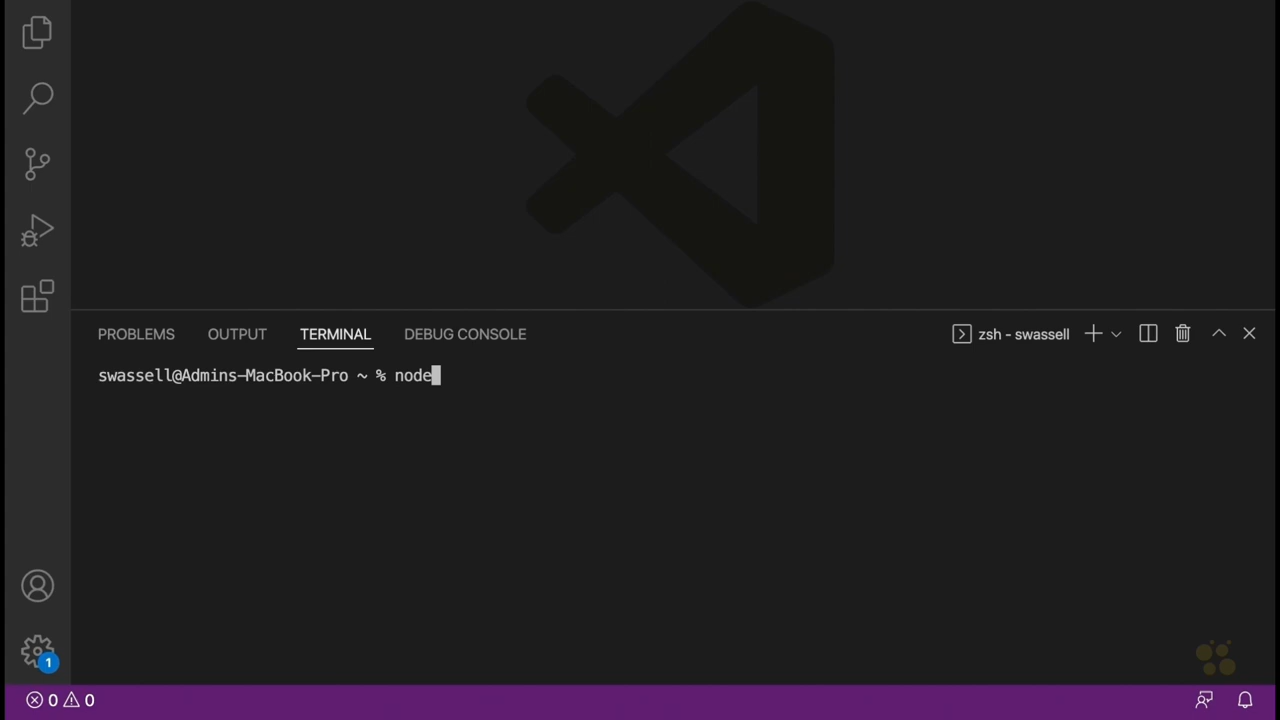 PROBLEMS OUTPUT TERMINAL DEBUG CONSOLE zsh - swassell
swassell@Admins-MacBook-Pro ~ % node
1
0 0